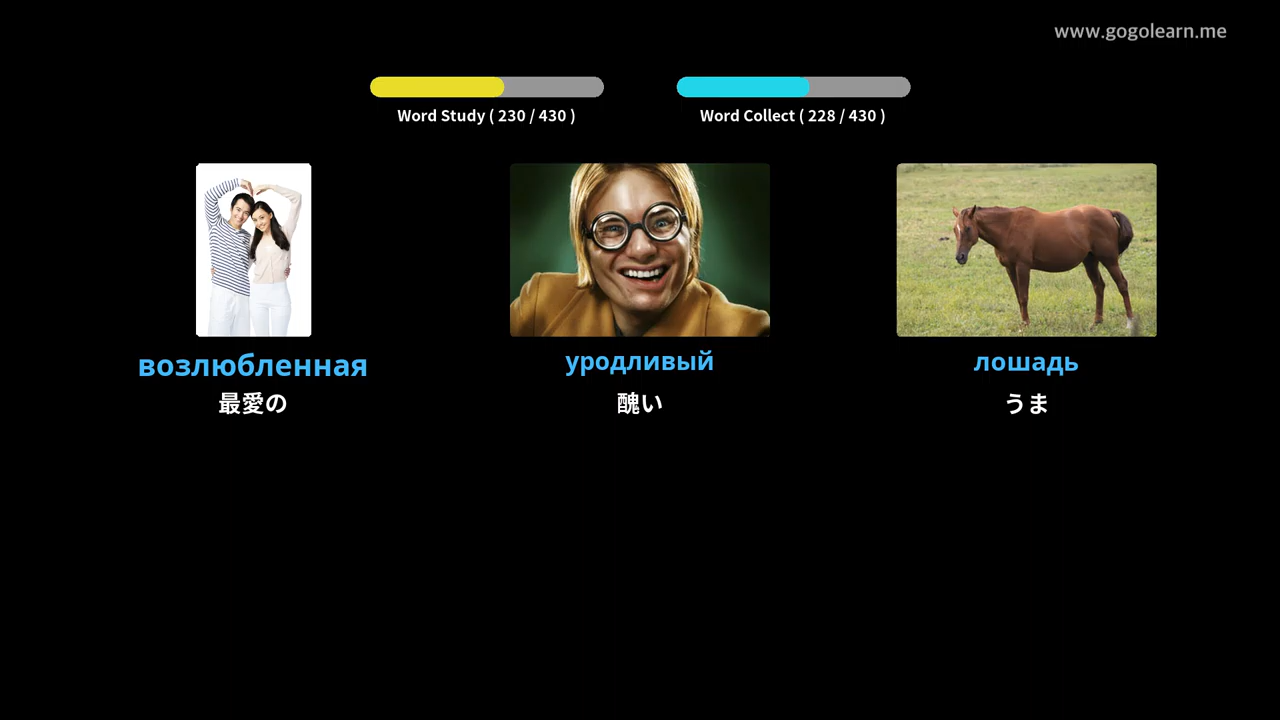 www.gogolearn.me
Word Study ( 230 / 430 )
Word Collect ( 228 / 430 )
возлюбленная
уродливый
лошадь
最愛の
醜い
うま